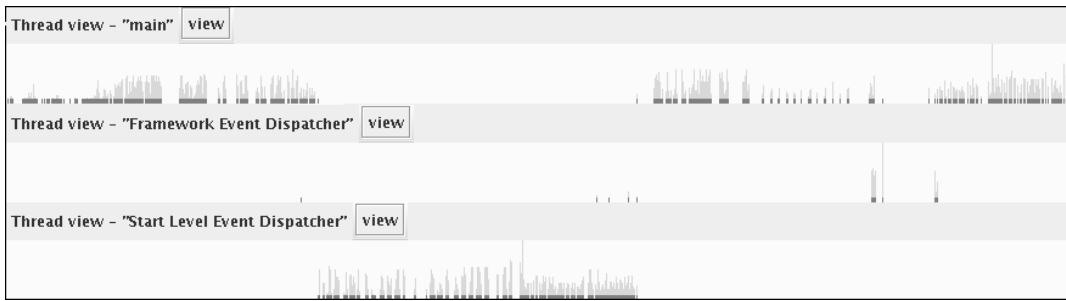 Thread view - "main" view
Thread view - "Framework Event Dispatcher" view
Thread view - "Start Level Event Dispatcher" view